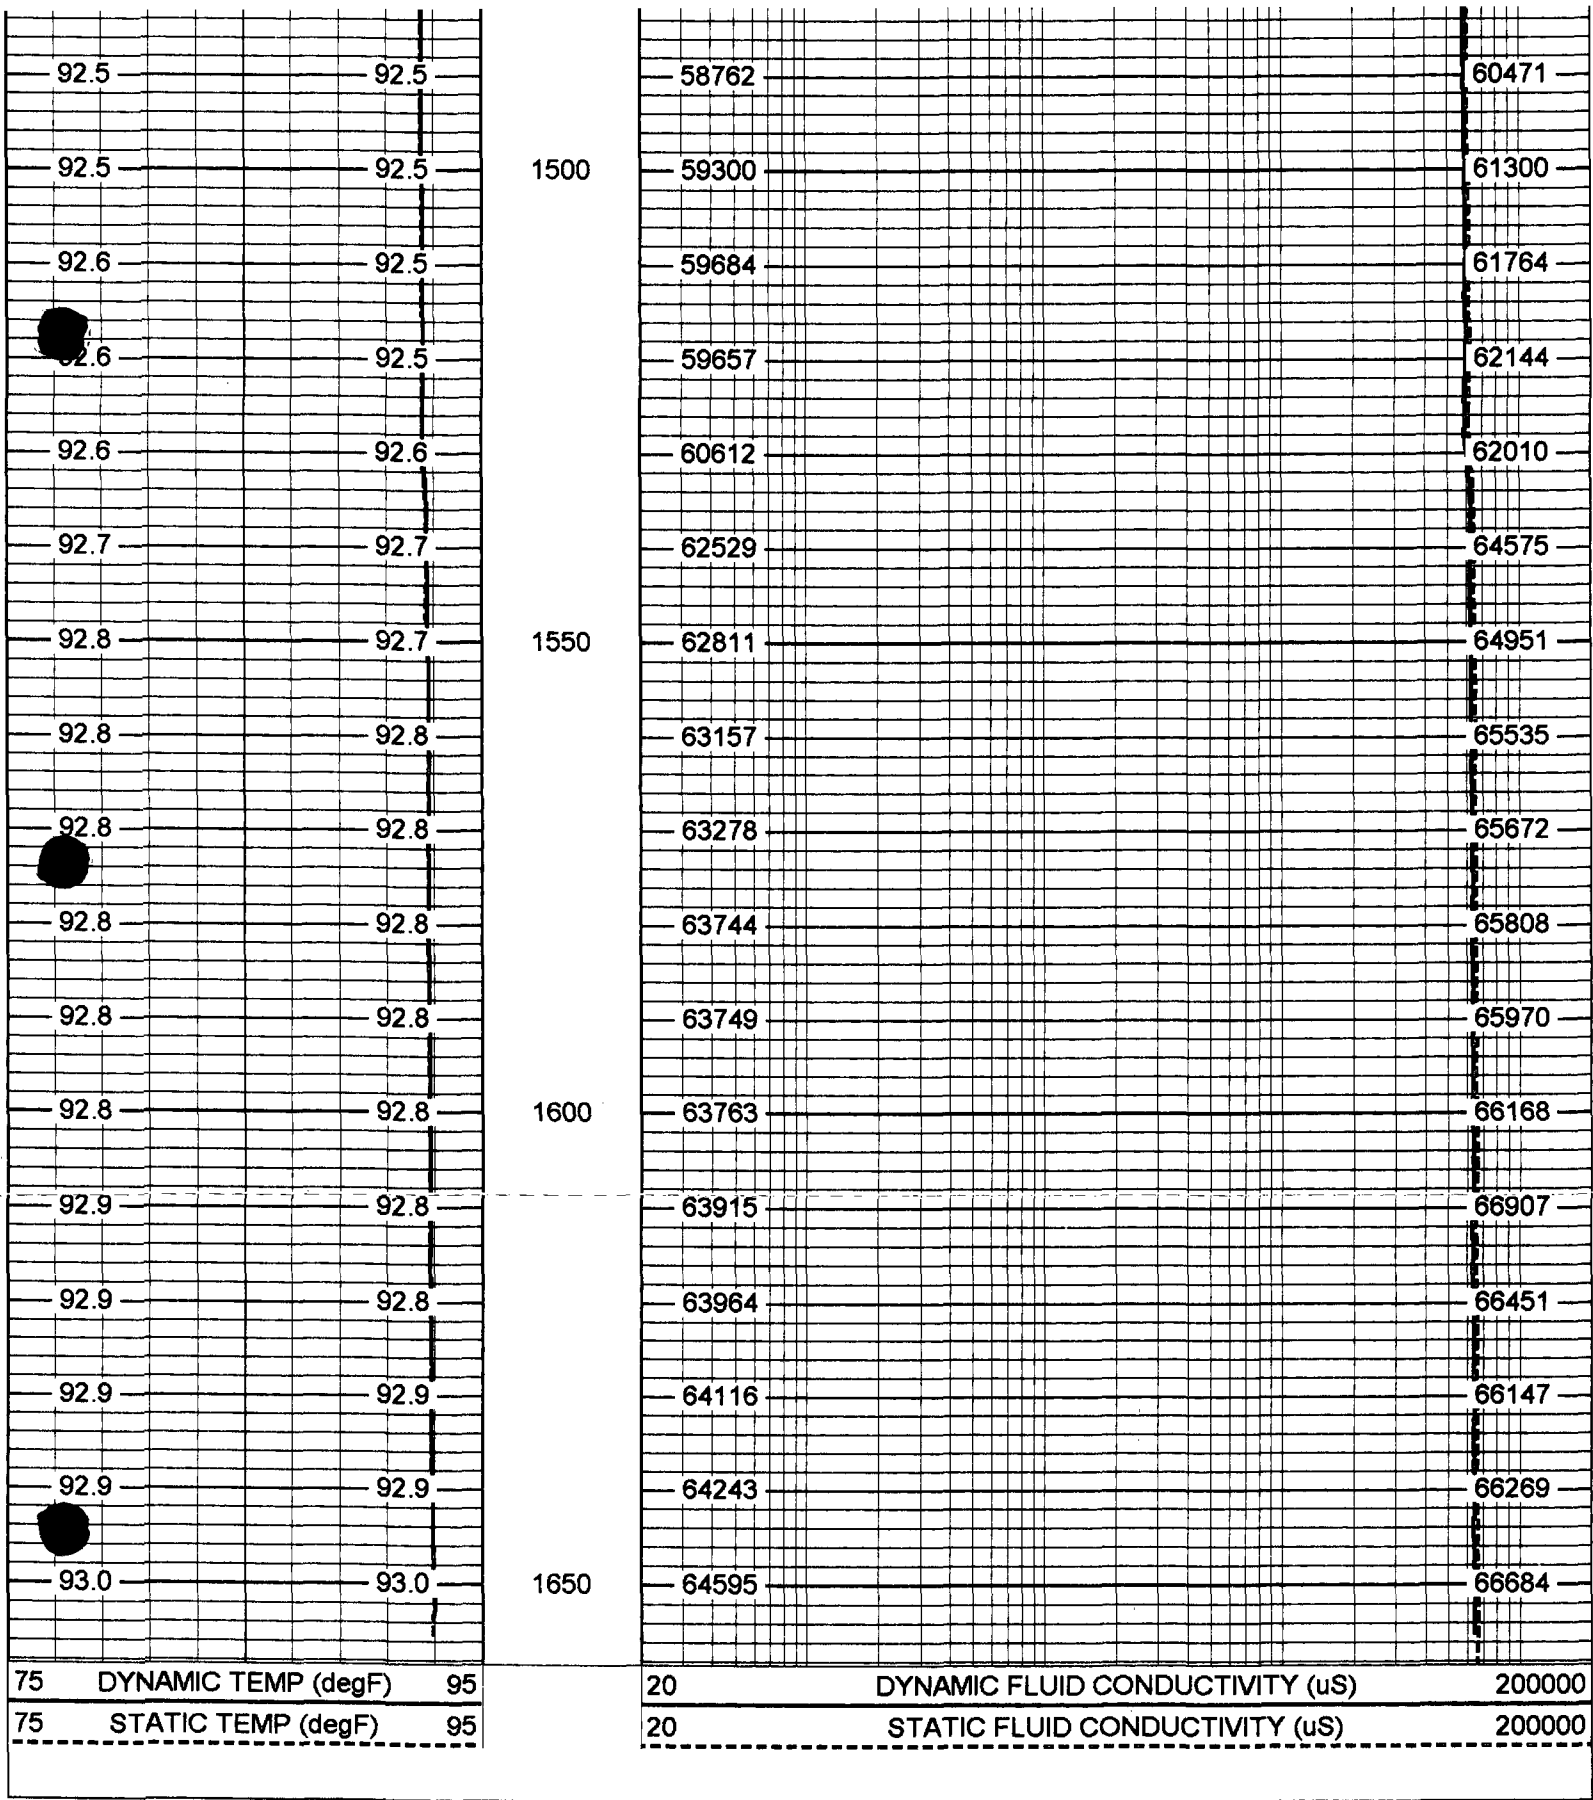 92.5 92.5 58762 60471
92.5 92.5 1500 59300 61300
92.6 92.5 59684 61764
92.6 92.5 59657 62144
92.6 92.6 60612 62010
92.7 92.7 62529 64575
92.8 92.7 1550 62811 64951
92.8 92.8 63157 65535
92.8 92.8 63278 65672
92.8 92.8 63744 65808
92.8 92.8 63749 65970
92.8 92.8 1600 63763 66168
92.9 92.8 63915 66907
92.9 92.8 63964 66451
92.9 92.9 64116 66147
92.9 92.9 64243 66269
93.0 93.0 1650 64595 66684
75 DYNAMIC TEMP (degF) 95 20 DYNAMIC FLUID CONDUCTIVITY (uS) 200000
75 STATIC TEMP (degF) 95 20 STATIC FLUID CONDUCTIVITY (uS) 200000